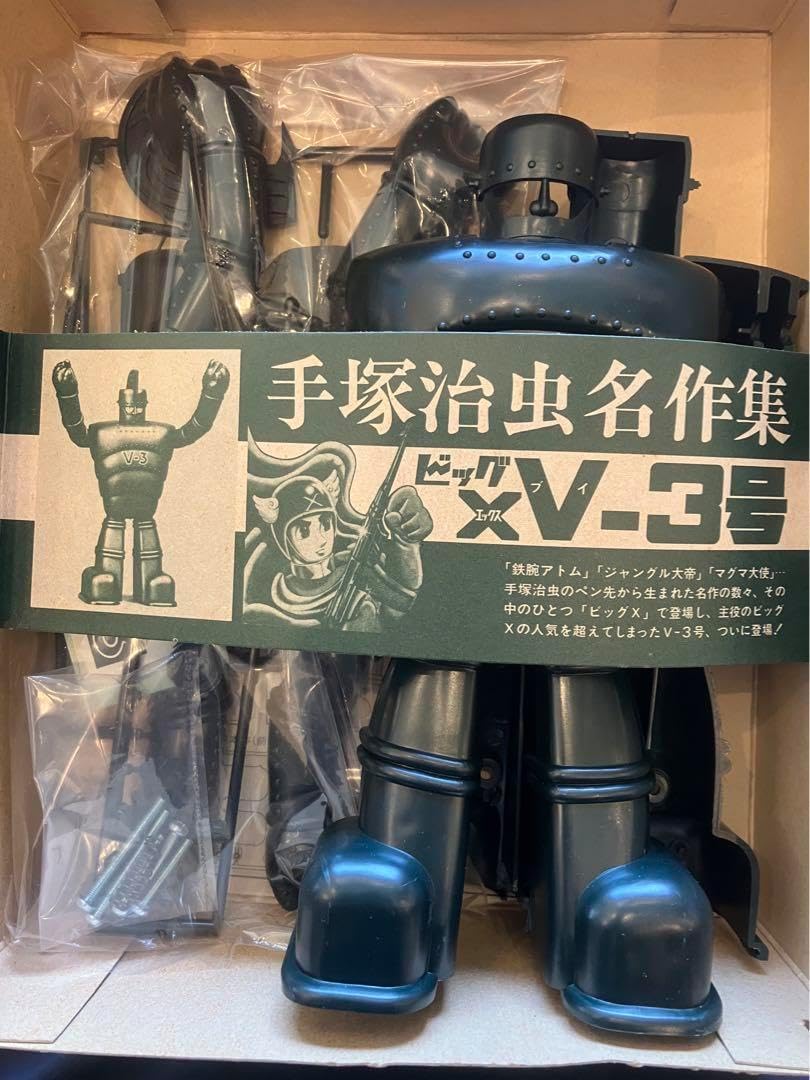 手塚治虫名作集
ビッグ
X
エックス
V-3号
ブイ
「鉄腕アトム」「ジャングル大帝」「マグマ大使」…
手塚治虫のペン先から生まれた名作の数々、その
中のひとつ「ビッグX」で登場し、主役のビッグ
Xの人気を超えてしまったV-3号、ついに登場！
V-3